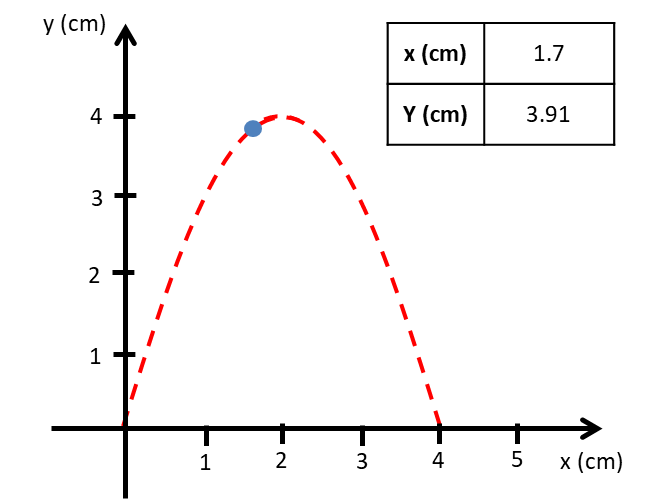 y (cm)
x (cm) 1.7
Y (cm) 3.91
4
3
2
1
1 2 3 4 5 x (cm)